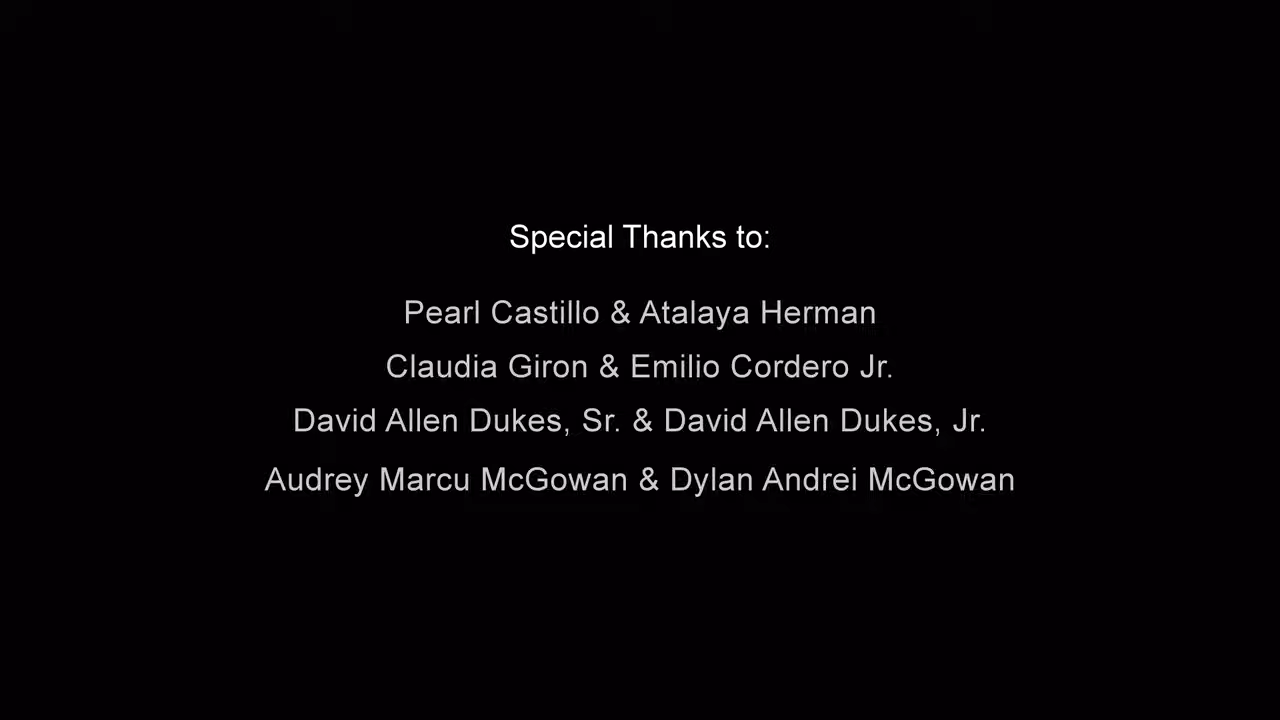 Special Thanks to:
Pearl Castillo & Atalaya Herman
Claudia Giron & Emilio Cordero Jr.
David Allen Dukes, Sr. & David Allen Dukes, Jr.
Audrey Marcu McGowan & Dylan Andrei McGowan